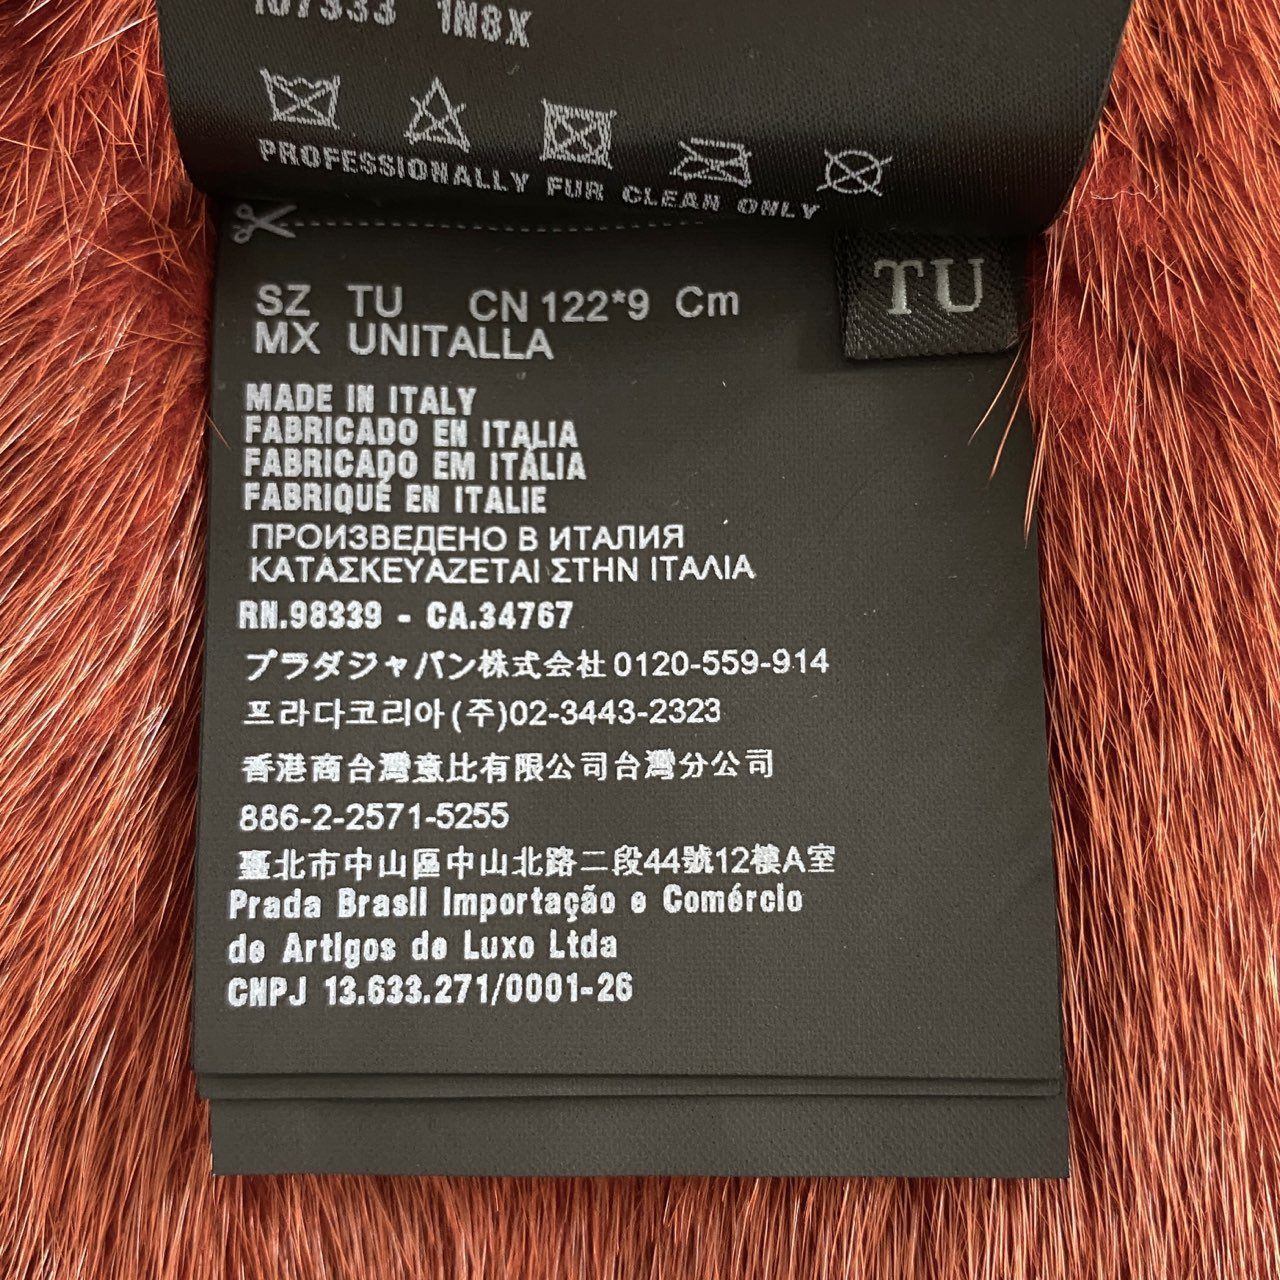 1N8X
PROFESSIONALLY FUR CLEAN ONLY
TU
SZ TU CN 122*9 Cm
MX UNITALLA
MADE IN ITALY
FABRICADO EN ITALIA
FABRICADO EM ITÁLIA
FABRIQUÉ EN ITALIE
ПРОИЗВЕДЕНО В ИТАЛИЯ
ΚΑΤΑΣΚΕΥΑΖΕΤΑΙ ΣΤΗΝ ΙΤΑΛΙΑ
RN.98339 - CA.34767
プラダジャパン株式会社 0120-559-914
프라다코리아(주)02-3443-2323
香港商台灣意比有限公司台灣分公司
886-2-2571-5255
臺北市中山區中山北路二段44號12樓A室
Prada Brasil Importação e Comércio
de Artigos de Luxo Ltda
CNPJ 13.633.271/0001-26